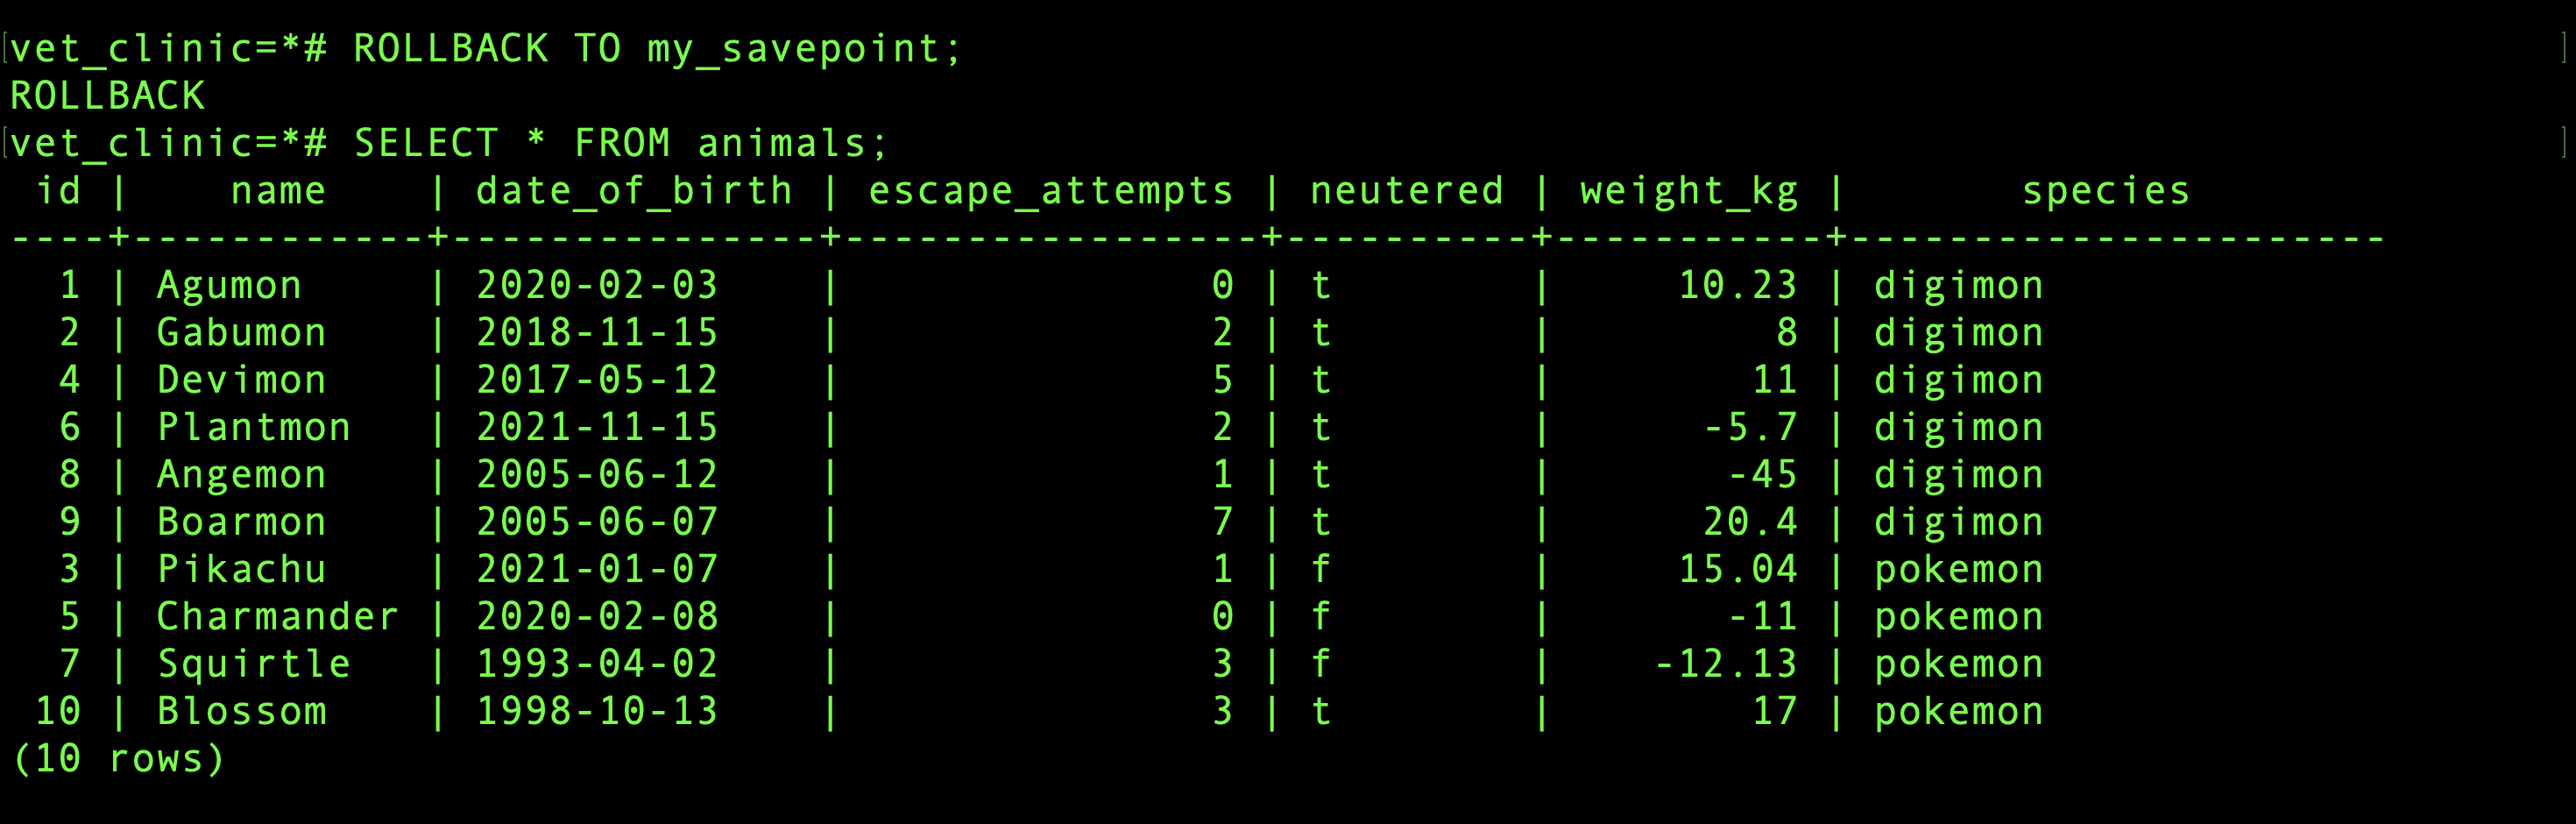 [vet_clinic=*# ROLLBACK TO my_savepoint; ]
ROLLBACK
[vet_clinic=*# SELECT * FROM animals; ]
 id |    name    | date_of_birth | escape_attempts | neutered | weight_kg |       species
----+------------+---------------+-----------------+----------+-----------+----------------------
  1 | Agumon     | 2020-02-03    |               0 | t        |     10.23 | digimon
  2 | Gabumon    | 2018-11-15    |               2 | t        |         8 | digimon
  4 | Devimon    | 2017-05-12    |               5 | t        |        11 | digimon
  6 | Plantmon   | 2021-11-15    |               2 | t        |      -5.7 | digimon
  8 | Angemon    | 2005-06-12    |               1 | t        |       -45 | digimon
  9 | Boarmon    | 2005-06-07    |               7 | t        |      20.4 | digimon
  3 | Pikachu    | 2021-01-07    |               1 | f        |     15.04 | pokemon
  5 | Charmander | 2020-02-08    |               0 | f        |       -11 | pokemon
  7 | Squirtle   | 1993-04-02    |               3 | f        |    -12.13 | pokemon
 10 | Blossom    | 1998-10-13    |               3 | t        |        17 | pokemon
(10 rows)